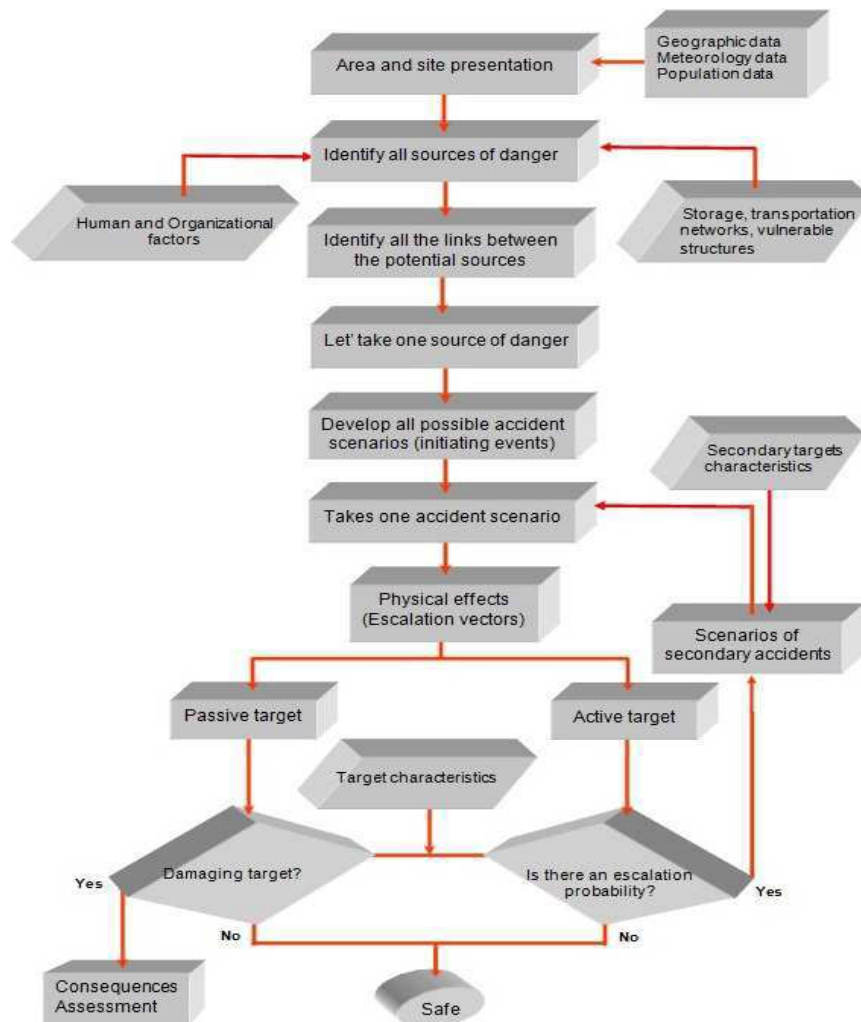 Geographic data
Meteorology data
Population data
Area and site presentation
Identify all sources of danger
Human and Organizational
factors
Storage, transportation
networks, vulnerable
structures
Identify all the links between
the potential sources
Let' take one source of danger
Develop all possible accident
scenarios (initiating events)
Secondary targets
characteristics
Takes one accident scenario
Physical effects
(Escalation vectors)
Scenarios of
secondary accidents
Passive target
Active target
Target characteristics
Damaging target?
Is there an escalation
probability?
Yes
Yes
No
No
Consequences
Assessment
Safe